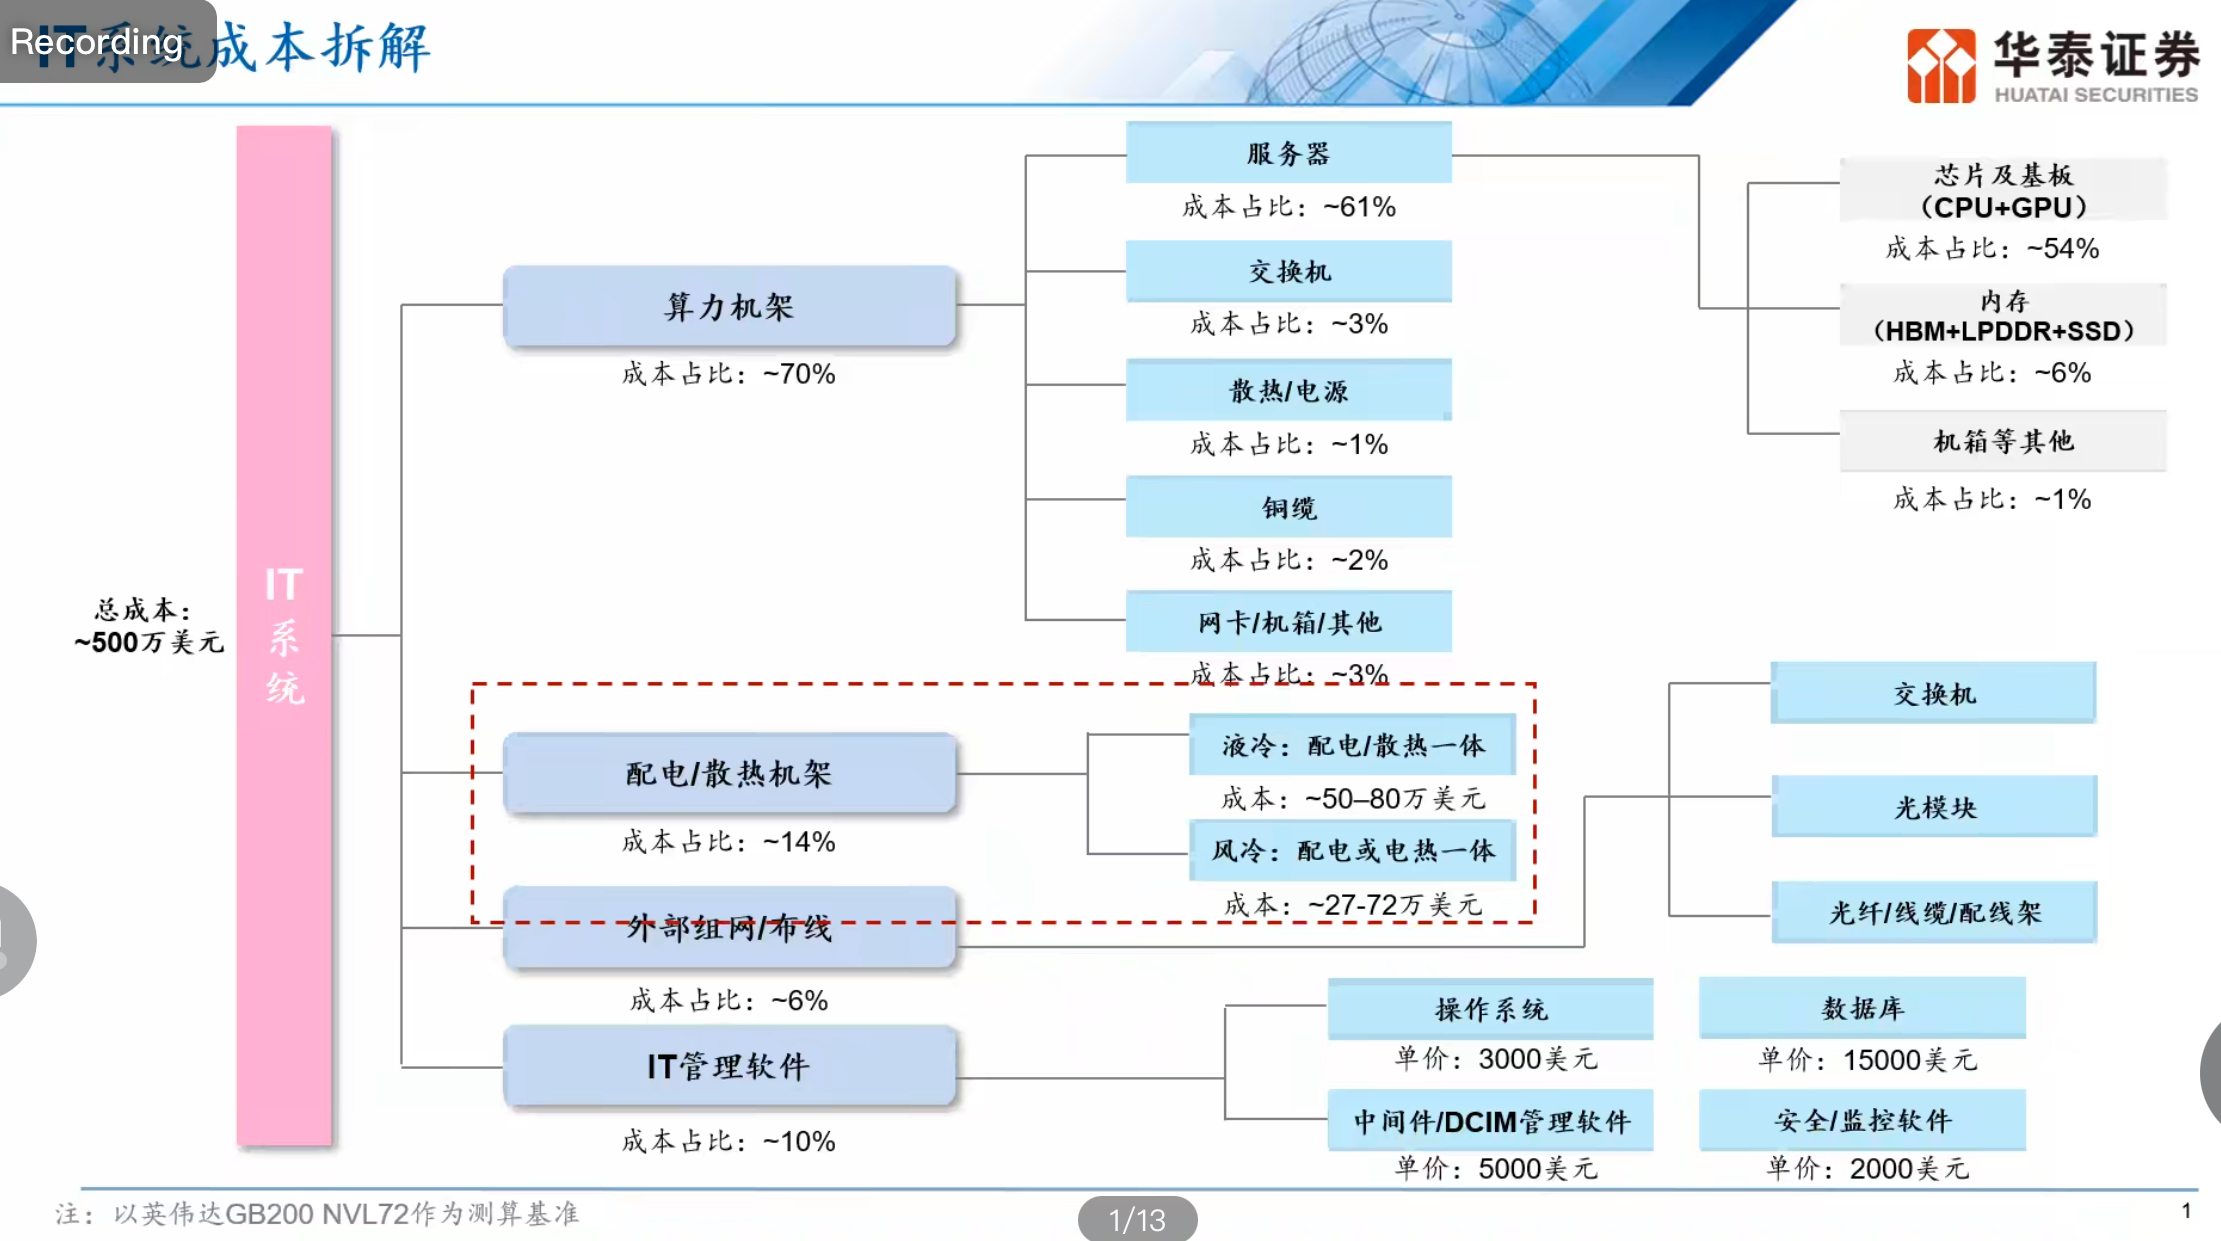 Recording
IT系统成本拆解
华泰证券
HUATAI SECURITIES
总成本：
~500万美元
IT
系
统
算力机架
成本占比：~70%
服务器
成本占比：~61%
交换机
成本占比：~3%
散热/电源
成本占比：~1%
铜缆
成本占比：~2%
网卡/机箱/其他
成本占比：~3%
芯片及基板
（CPU+GPU）
成本占比：~54%
内存
（HBM+LPDDR+SSD）
成本占比：~6%
机箱等其他
成本占比：~1%
配电/散热机架
成本占比：~14%
液冷：配电/散热一体
成本：~50–80万美元
风冷：配电或电热一体
成本：~27-72万美元
外部组网/布线
成本占比：~6%
交换机
光模块
光纤/线缆/配线架
IT管理软件
成本占比：~10%
操作系统
单价：3000美元
数据库
单价：15000美元
中间件/DCIM管理软件
单价：5000美元
安全/监控软件
单价：2000美元
注：以英伟达GB200 NVL72作为测算基准
1/13
1